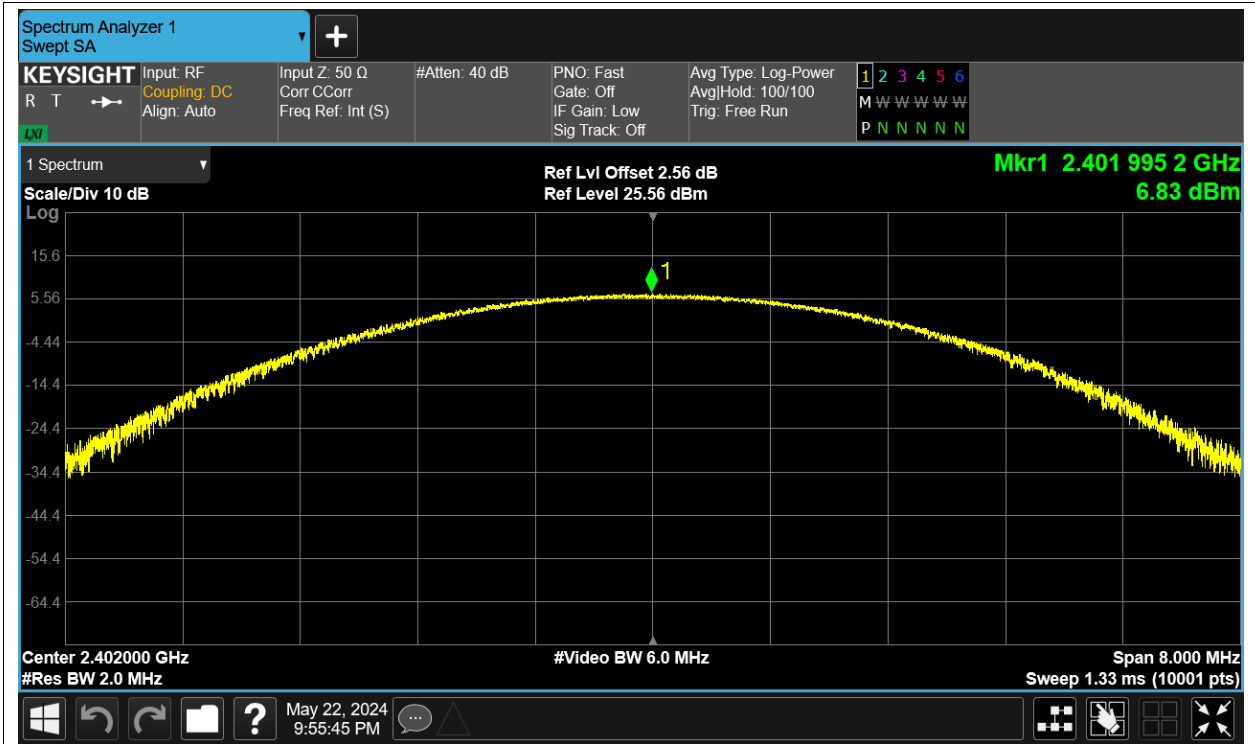 Spectrum Analyzer 1
Swept SA
KEYSIGHT
R T
LXI
Input: RF
Coupling: DC
Align: Auto
Input Z: 50 Ω
Corr CCorr
Freq Ref: Int (S)
#Atten: 40 dB
PNO: Fast
Gate: Off
IF Gain: Low
Sig Track: Off
Avg Type: Log-Power
Avg|Hold: 100/100
Trig: Free Run
1 2 3 4 5 6
M W W W W W
P N N N N N
1 Spectrum
Scale/Div 10 dB
Log
Ref Lvl Offset 2.56 dB
Ref Level 25.56 dBm
Mkr1 2.401 995 2 GHz
6.83 dBm
15.6
5.56
-4.44
-14.4
-24.4
-34.4
-44.4
-54.4
-64.4
1
Center 2.402000 GHz
#Res BW 2.0 MHz
#Video BW 6.0 MHz
Span 8.000 MHz
Sweep 1.33 ms (10001 pts)
?
May 22, 2024
9:55:45 PM